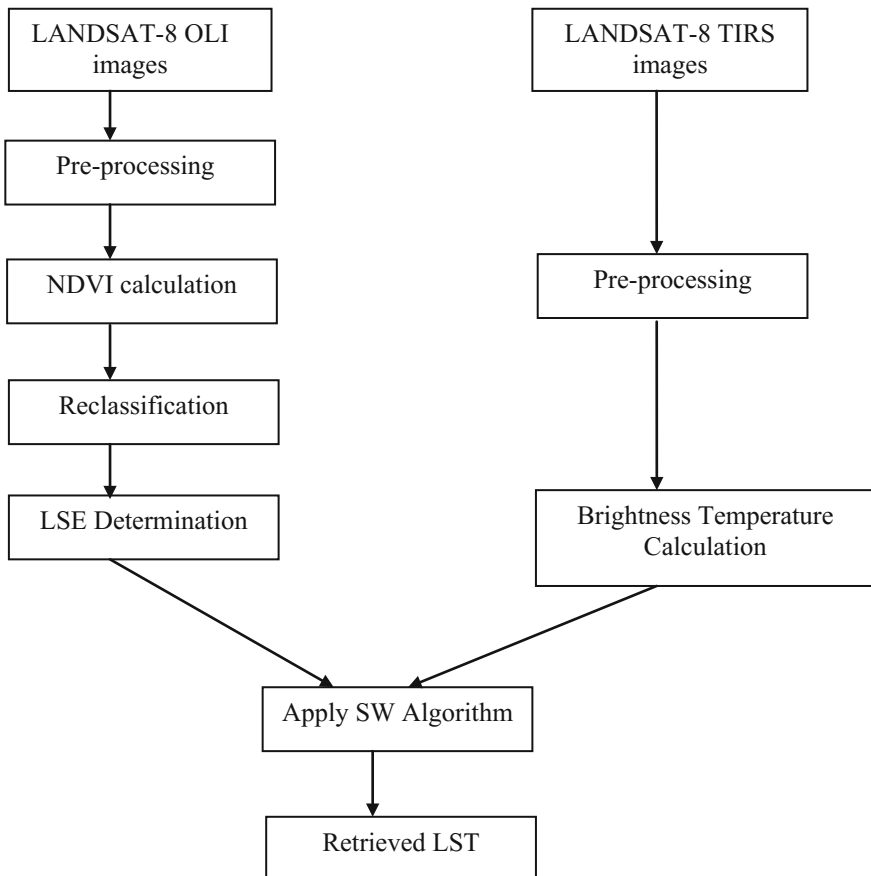 LANDSAT-8 OLI
images
LANDSAT-8 TIRS
images
Pre-processing
NDVI calculation
Pre-processing
Reclassification
LSE Determination
Brightness Temperature
Calculation
Apply SW Algorithm
Retrieved LST